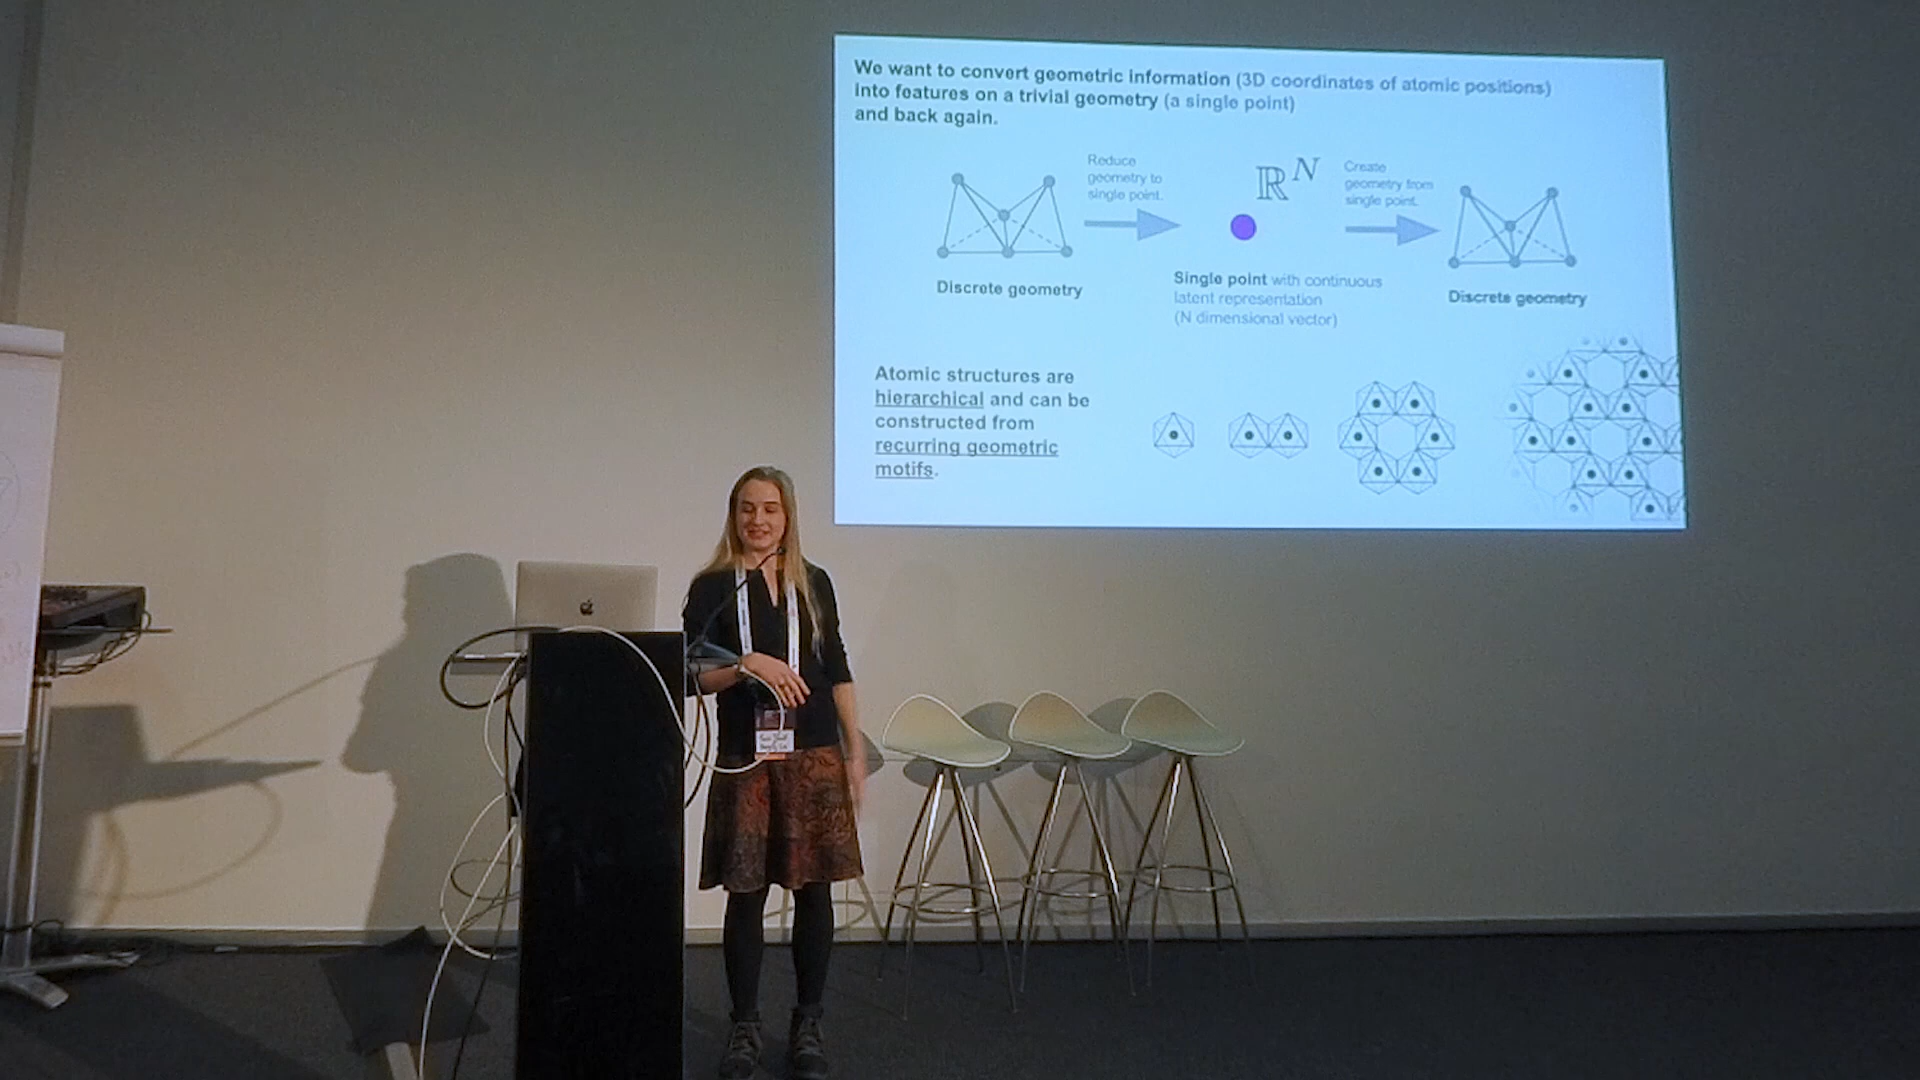 We want to convert geometric information (3D coordinates of atomic positions)
into features on a trivial geometry (a single point)
and back again.
Reduce
geometry to
single point.
ℝ^N
Create
geometry from
single point.
Discrete geometry
Single point with continuous
latent representation
(N dimensional vector)
Discrete geometry
Atomic structures are
hierarchical and can be
constructed from
recurring geometric
motifs.